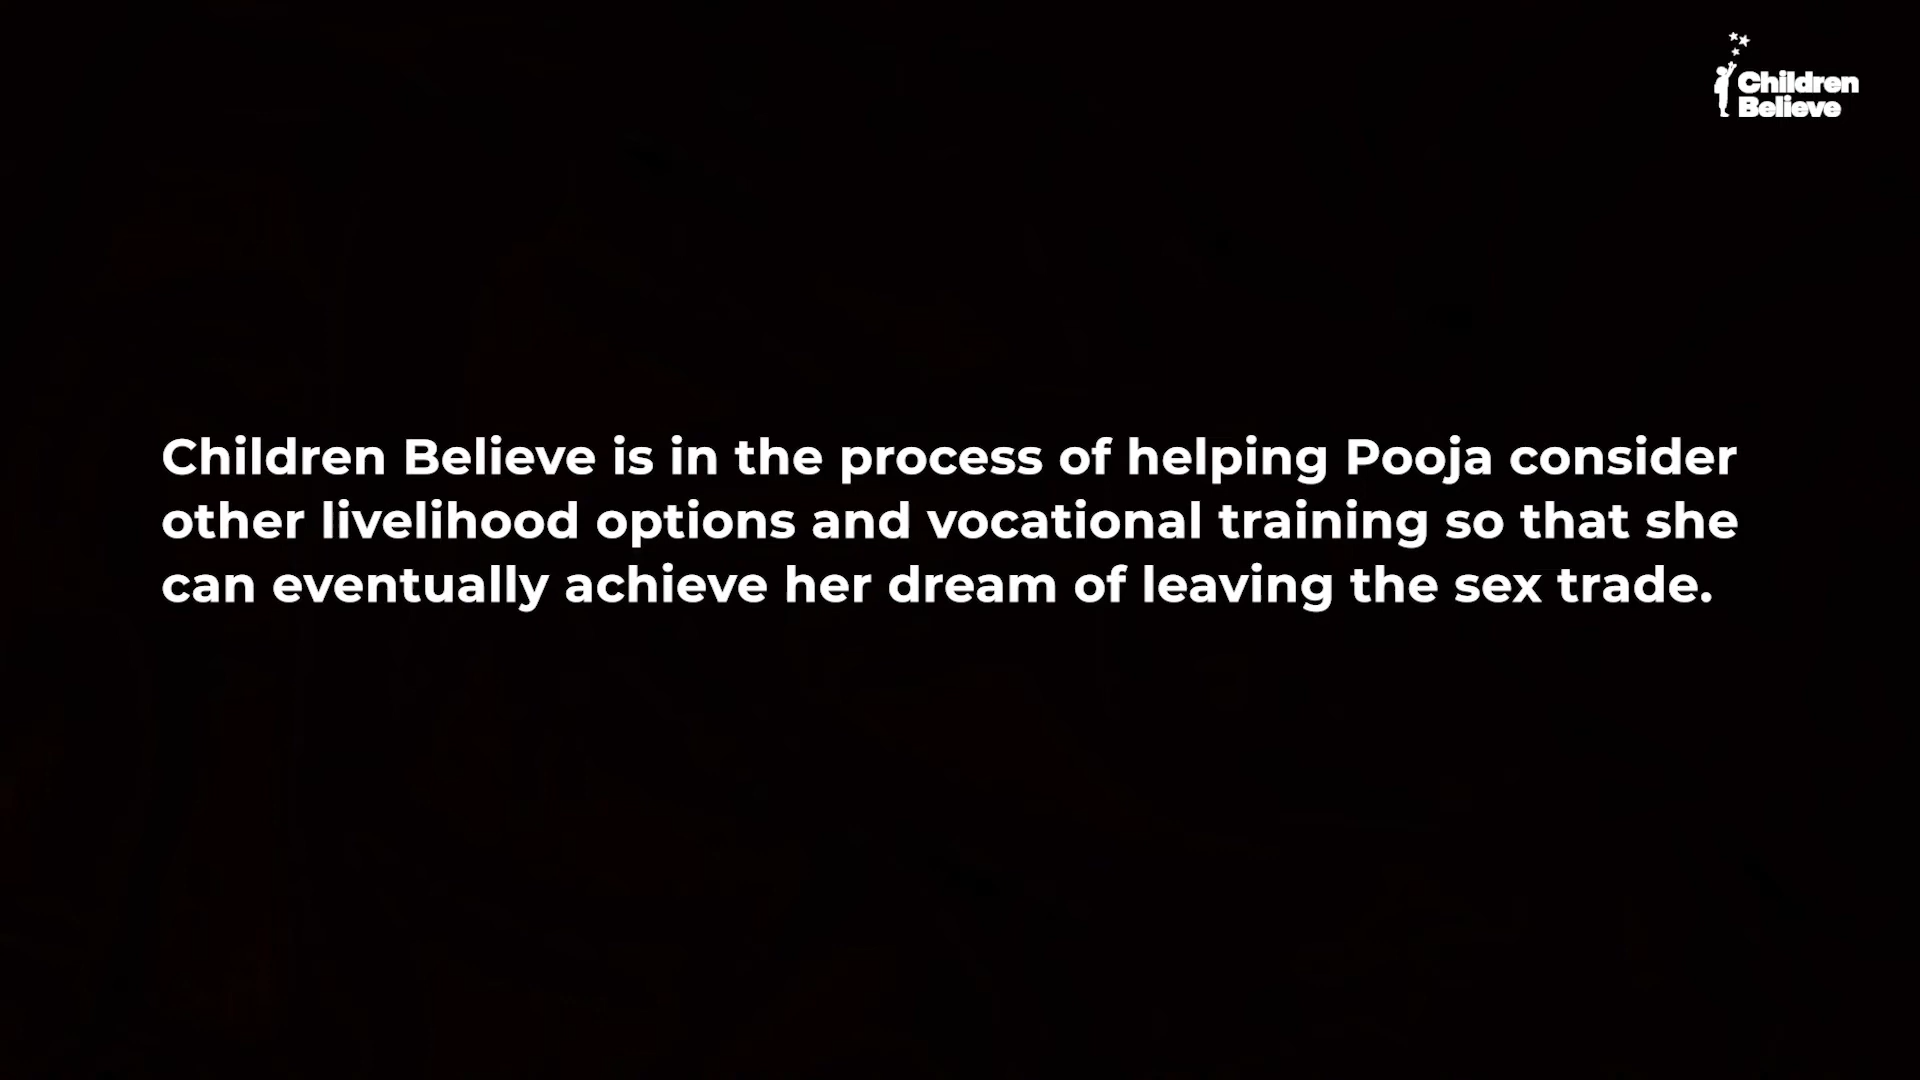 Children
Believe
Children Believe is in the process of helping Pooja consider
other livelihood options and vocational training so that she
can eventually achieve her dream of leaving the sex trade.